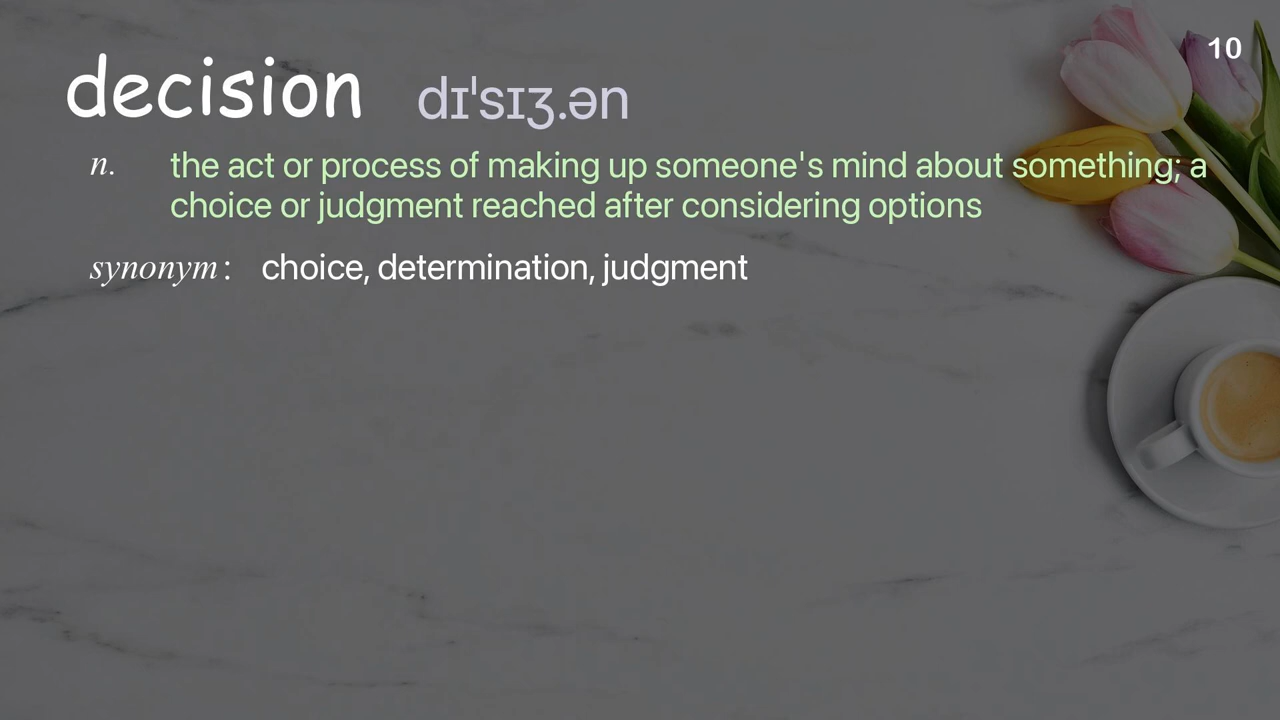 10
decision dɪˈsɪʒ.ən
n. the act or process of making up someone's mind about something; a
choice or judgment reached after considering options
synonym: choice, determination, judgment